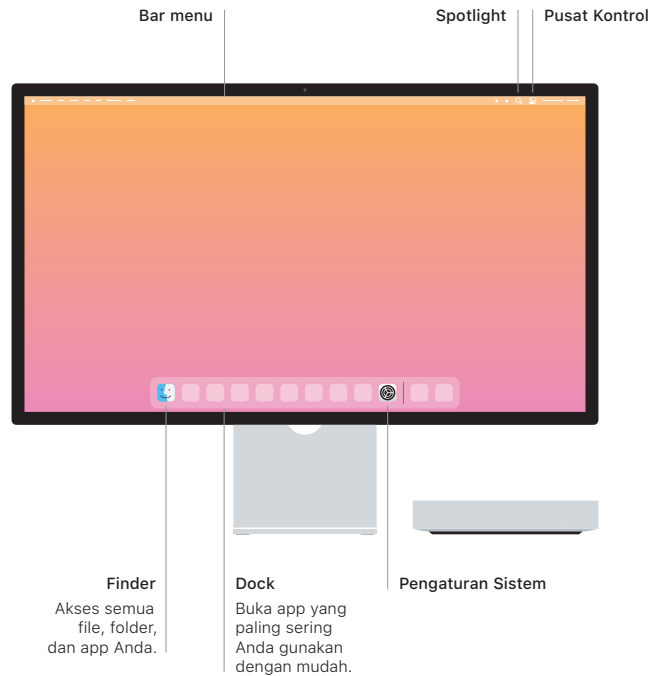 Bar menu
Spotlight
Pusat Kontrol
Finder
Akses semua
file, folder,
dan app Anda.
Dock
Buka app yang
paling sering
Anda gunakan
dengan mudah.
Pengaturan Sistem